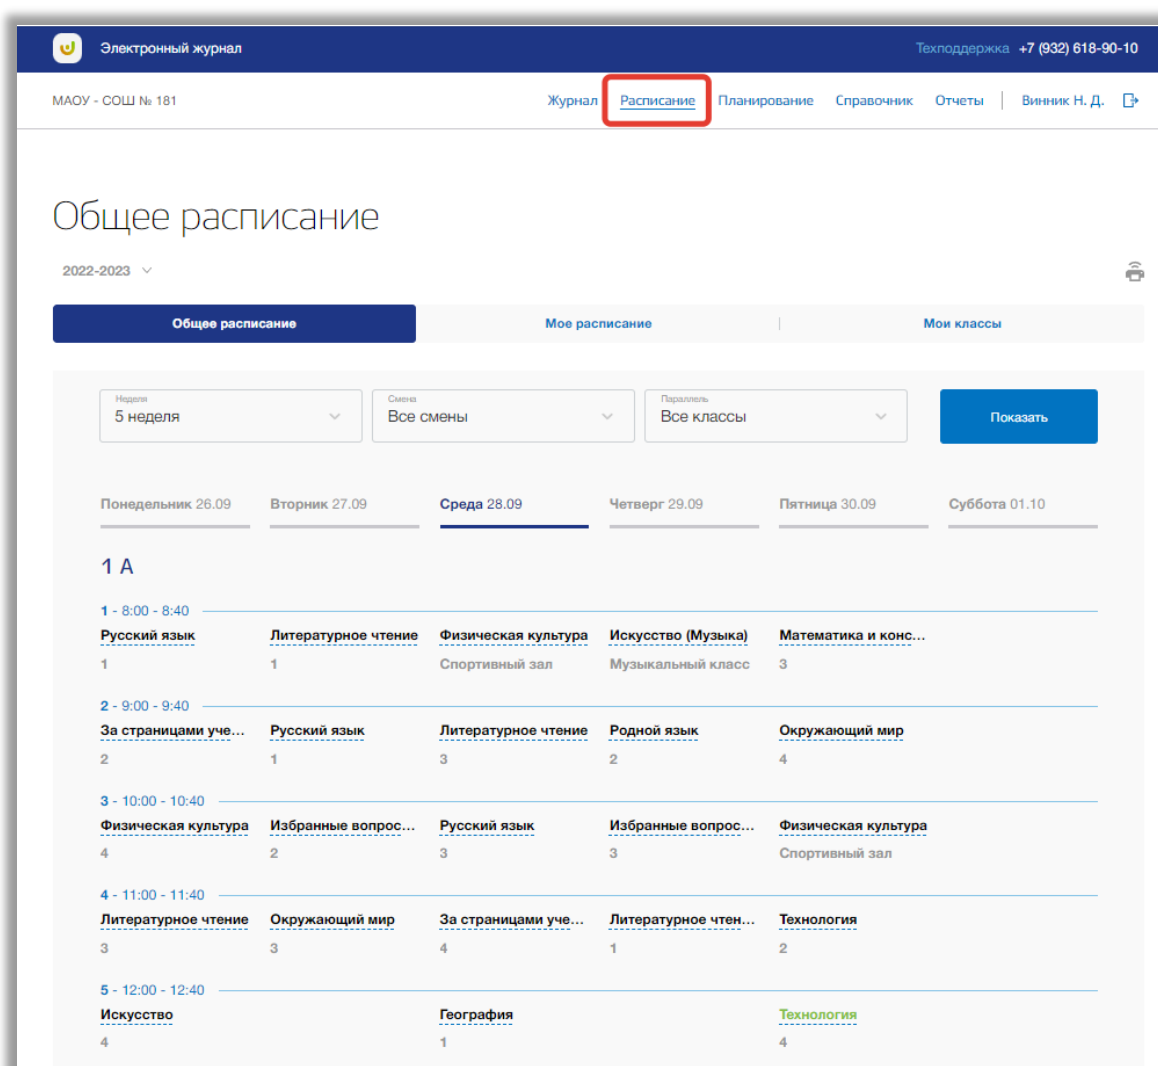 Электронный журнал Техподдержка +7 (932) 618-90-10
МАОУ - СОШ № 181 Журнал Расписание Планирование Справочник Отчеты Винник Н. Д.
Общее расписание
2022-2023
Общее расписание Мое расписание Мои классы
Неделя Смена Параллель
5 неделя Все смены Все классы Показать
Понедельник 26.09 Вторник 27.09 Среда 28.09 Четверг 29.09 Пятница 30.09 Суббота 01.10
1 А
1 - 8:00 - 8:40
Русский язык Литературное чтение Физическая культура Искусство (Музыка) Математика и конс...
1 1 Спортивный зал Музыкальный класс 3
2 - 9:00 - 9:40
За страницами уче... Русский язык Литературное чтение Родной язык Окружающий мир
2 1 3 2 4
3 - 10:00 - 10:40
Физическая культура Избранные вопрос... Русский язык Избранные вопрос... Физическая культура
4 2 3 3 Спортивный зал
4 - 11:00 - 11:40
Литературное чтение Окружающий мир За страницами уче... Литературное чтен... Технология
3 3 4 1 2
5 - 12:00 - 12:40
Искусство География Технология
4 1 4